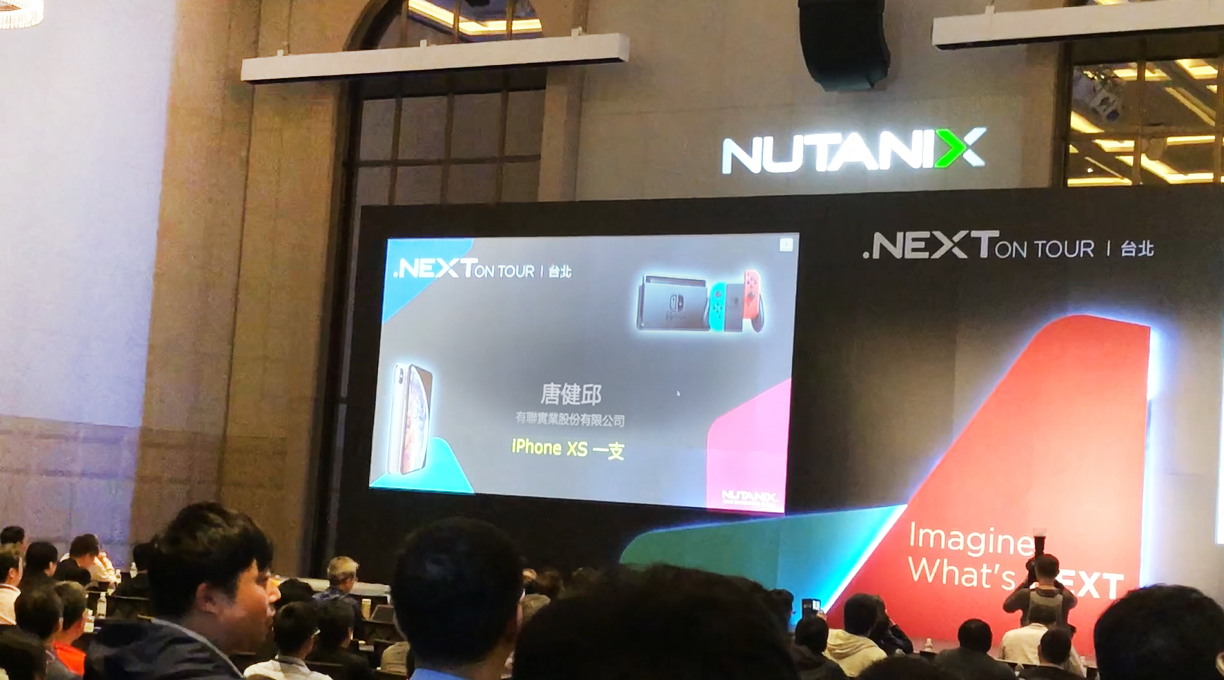 NUTANIX
.NEXT ON TOUR | 台北
.NEXT ON TOUR | 台北
唐健邱
有聯實業股份有限公司
iPhone XS 一支
NUTANIX
Imagine
What's NEXT